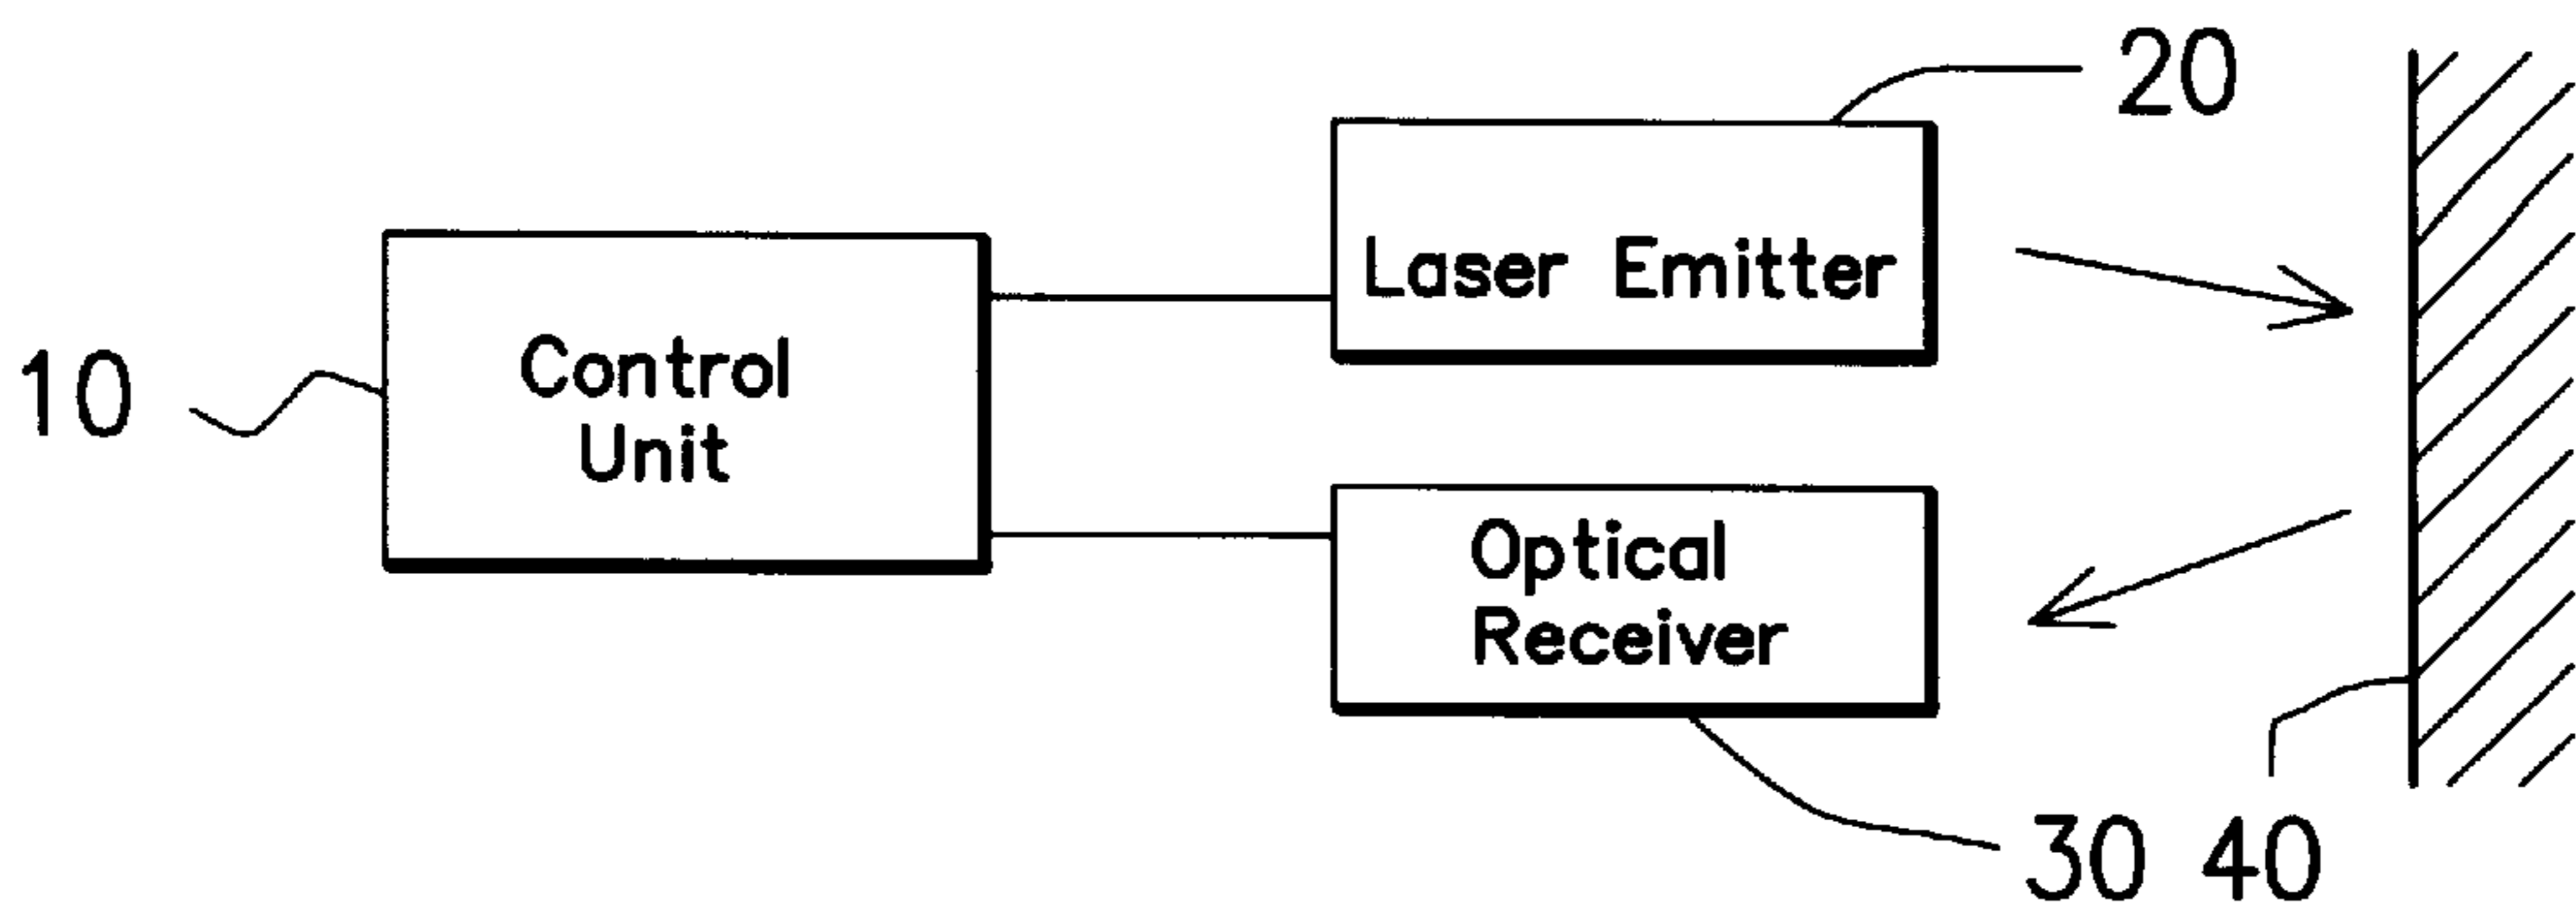 20
Laser Emitter
10
Control
Unit
Optical
Receiver
30
40